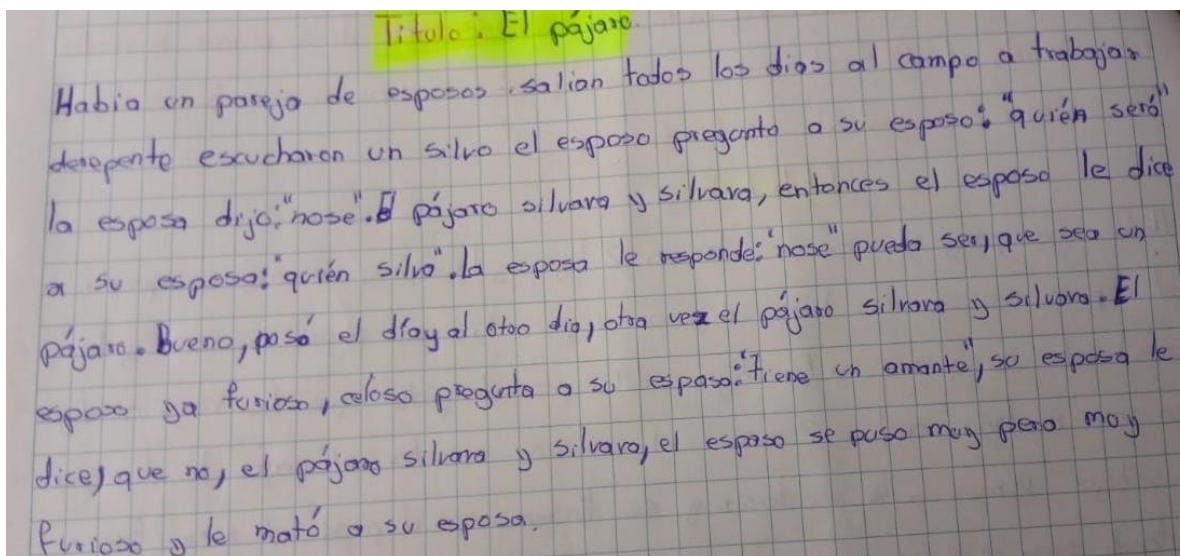 Titulo: El pájaro.
Habia un pareja de esposos. salian todos los dias al campo a trabajar
derepente escucharon un silvo el esposo pregunto a su esposa: "quién será"
la esposa dijo: "nose". El pájaro silvara y silvara, entonces el esposo le dice
a su esposa: "quién silva". la esposa le responde: "nose" pueda ser, que sea un
pájaro. Bueno, pasó el día y al otro dia, otra vez el pájaro silvara y silvara. El
esposo ya furioso, celoso pregunta a su esposa: "tiene un amante", su esposa le
dice, que no, el pájaro silvara y silvara, el esposo se puso muy pero muy
furioso y le mató a su esposa.